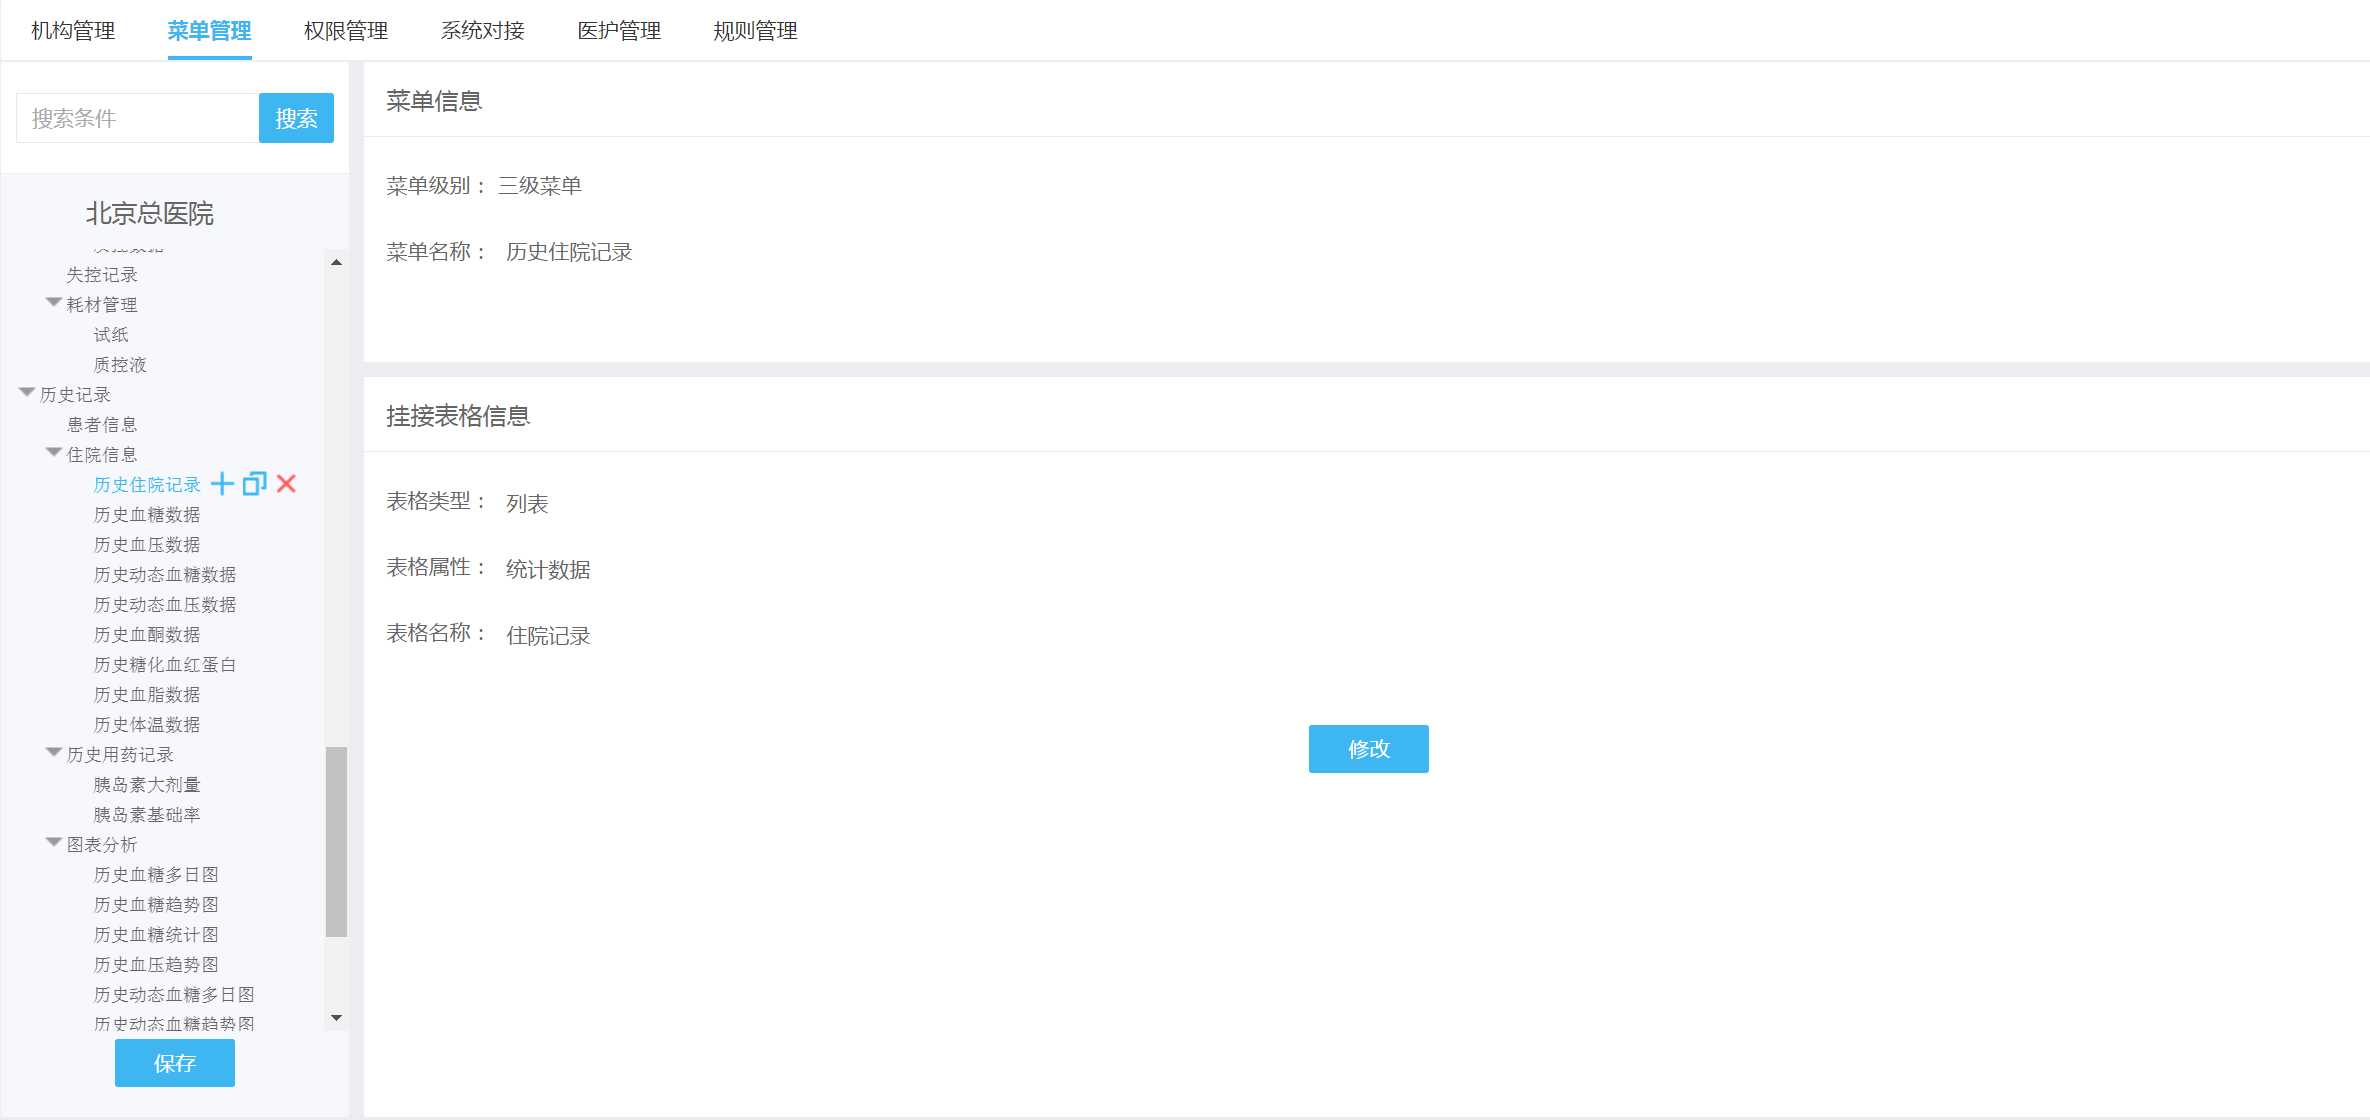 机构管理 菜单管理 权限管理 系统对接 医护管理 规则管理
搜索条件 搜索
北京总医院
失控记录
耗材管理
试纸
质控液
历史记录
患者信息
住院信息
历史住院记录
历史血糖数据
历史血压数据
历史动态血糖数据
历史动态血压数据
历史血酮数据
历史糖化血红蛋白
历史血脂数据
历史体温数据
历史用药记录
胰岛素大剂量
胰岛素基础率
图表分析
历史血糖多日图
历史血糖趋势图
历史血糖统计图
历史血压趋势图
历史动态血糖多日图
历史动态血糖趋势图
保存
菜单信息
菜单级别： 三级菜单
菜单名称： 历史住院记录
挂接表格信息
表格类型： 列表
表格属性： 统计数据
表格名称： 住院记录
修改